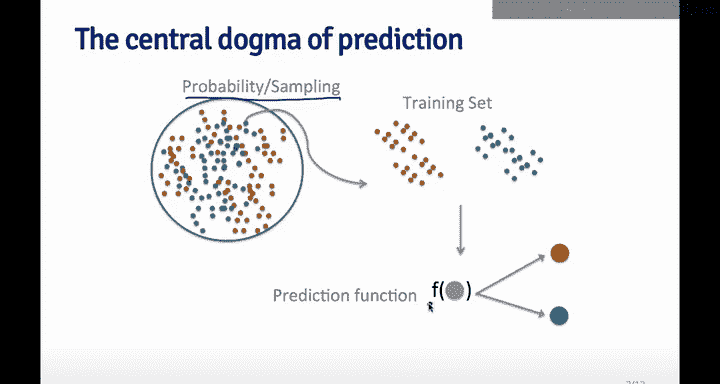 The central dogma of prediction
Probability/Sampling
Training Set
Prediction function f( )